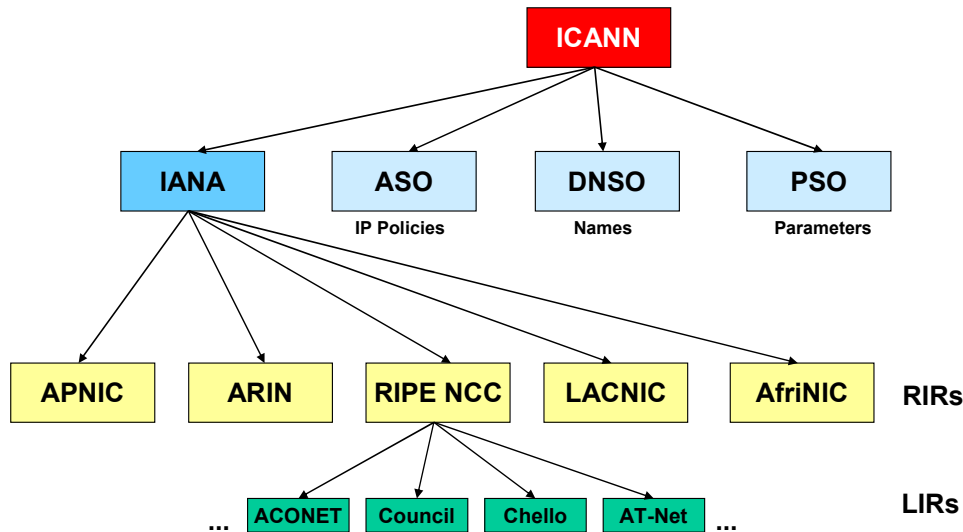 ICANN
IANA
ASO
DNSO
PSO
IP Policies
Names
Parameters
APNIC
ARIN
RIPE NCC
LACNIC
AfriNIC
RIRs
...
ACONET
Council
Chello
AT-Net
...
LIRs